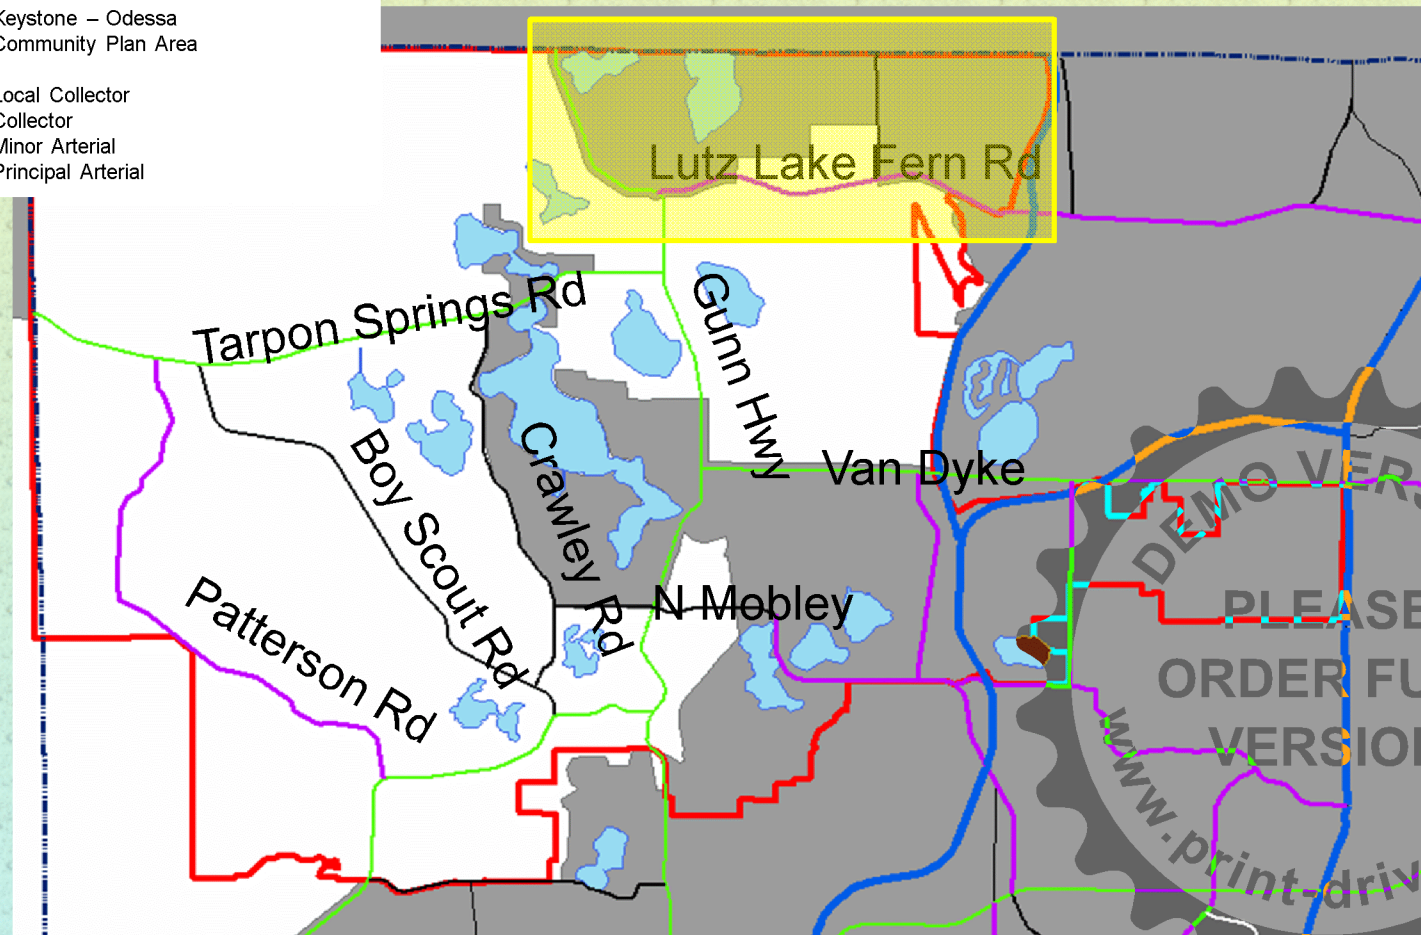 Keystone – Odessa
Community Plan Area
Local Collector
Collector
Minor Arterial
Principal Arterial
Lutz Lake Fern Rd
Tarpon Springs Rd
Gunn Hwy
Van Dyke
Crawley Rd
Boy Scout Rd
N Mobley
Patterson Rd
DEMO VERS
PLEASE
ORDER FU
VERSIO
www.print-driv